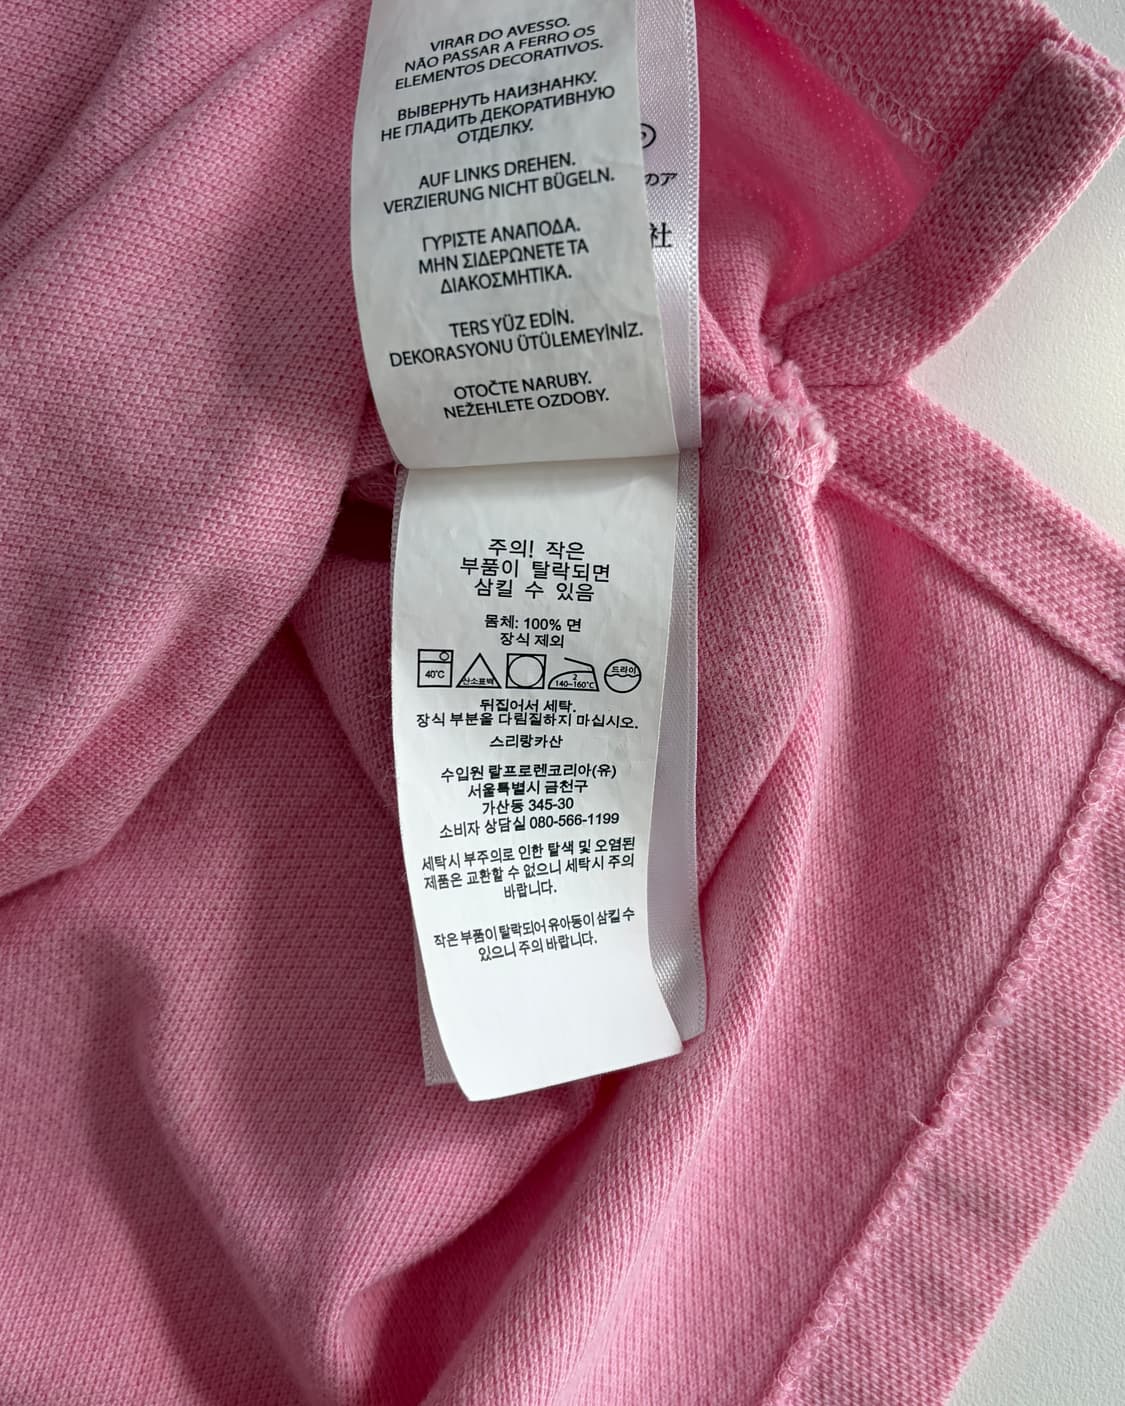 VIRAR DO AVESSO.
NÃO PASSAR A FERRO OS
ELEMENTOS DECORATIVOS.
ВЫВЕРНУТЬ НАИЗНАНКУ.
НЕ ГЛАДИТЬ ДЕКОРАТИВНУЮ
ОТДЕЛКУ.
AUF LINKS DREHEN.
VERZIERUNG NICHT BÜGELN.
ΓΥΡΙΣΤΕ ΑΝΑΠΟΔΑ.
ΜΗΝ ΣΙΔΕΡΩΝΕΤΕ ΤΑ
ΔΙΑΚΟΣΜΗΤΙΚΑ.
TERS YÜZ EDİN.
DEKORASYONU ÜTÜLEMEYİNİZ.
OTOČTE NARUBY.
NEŽEHLETE OZDOBY.
のア
社
주의! 작은
부품이 탈락되면
삼킬 수 있음
몸체: 100% 면
장식 제외
40℃ 산소표백 2 140~160℃ 드라이
뒤집어서 세탁.
장식 부분을 다림질하지 마십시오.
스리랑카산
수입원 랄프로렌코리아(유)
서울특별시 금천구
가산동 345-30
소비자 상담실 080-566-1199
세탁시 부주의로 인한 탈색 및 오염된
제품은 교환할 수 없으니 세탁시 주의
바랍니다.
작은 부품이 탈락되어 유아동이 삼킬 수
있으니 주의 바랍니다.